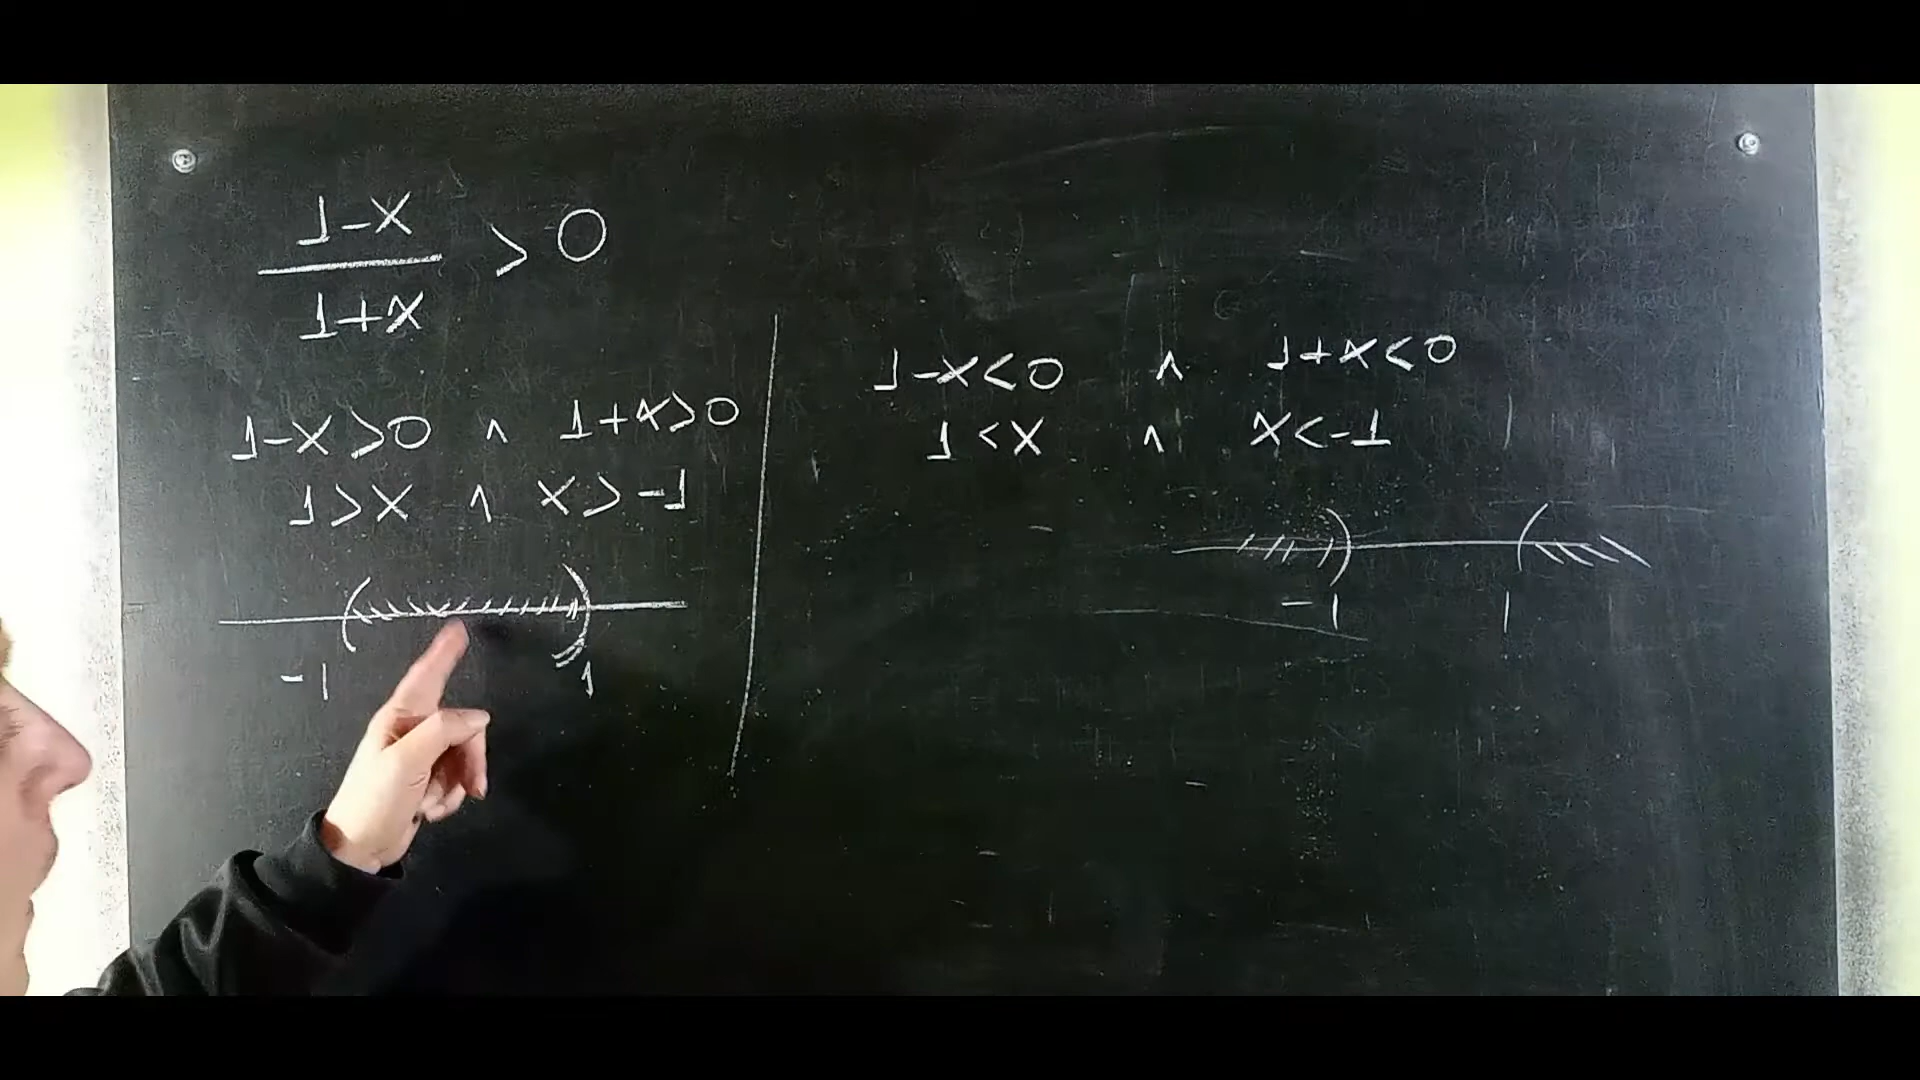 1-x
1+x > 0
1-x>0 ∧ 1+x>0
1>x ∧ x>-1
-1 1
1-x<0 ∧ 1+x<0
1<x ∧ x<-1
-1 1